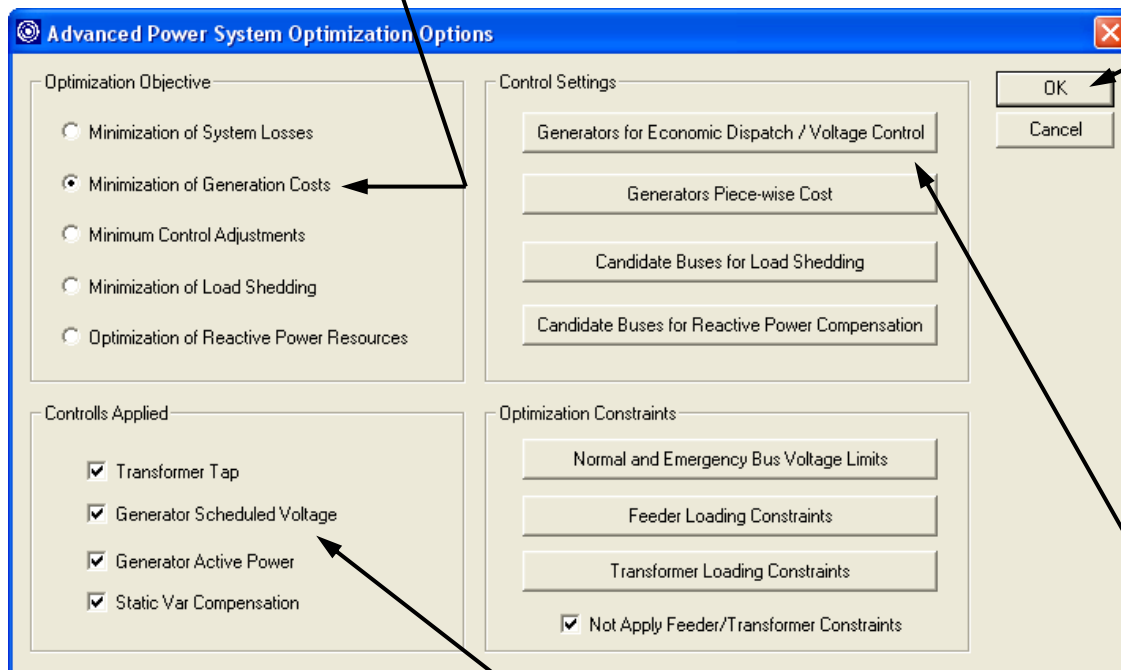 Advanced Power System Optimization Options
Optimization Objective
Minimization of System Losses
Minimization of Generation Costs
Minimum Control Adjustments
Minimization of Load Shedding
Optimization of Reactive Power Resources
Control Settings
Generators for Economic Dispatch / Voltage Control
Generators Piece-wise Cost
Candidate Buses for Load Shedding
Candidate Buses for Reactive Power Compensation
OK
Cancel
Controlls Applied
Transformer Tap
Generator Scheduled Voltage
Generator Active Power
Static Var Compensation
Optimization Constraints
Normal and Emergency Bus Voltage Limits
Feeder Loading Constraints
Transformer Loading Constraints
Not Apply Feeder/Transformer Constraints